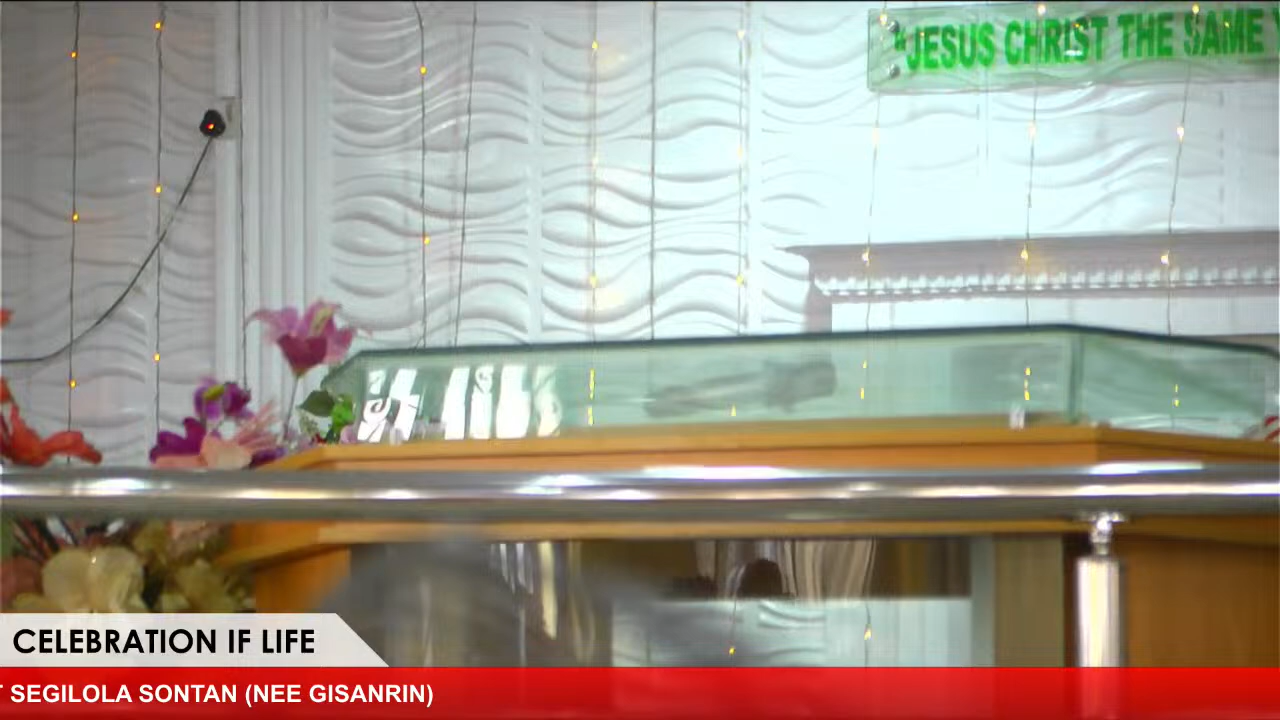 "JESUS CHRIST THE SAME
CELEBRATION IF LIFE
SEGILOLA SONTAN (NEE GISANRIN)